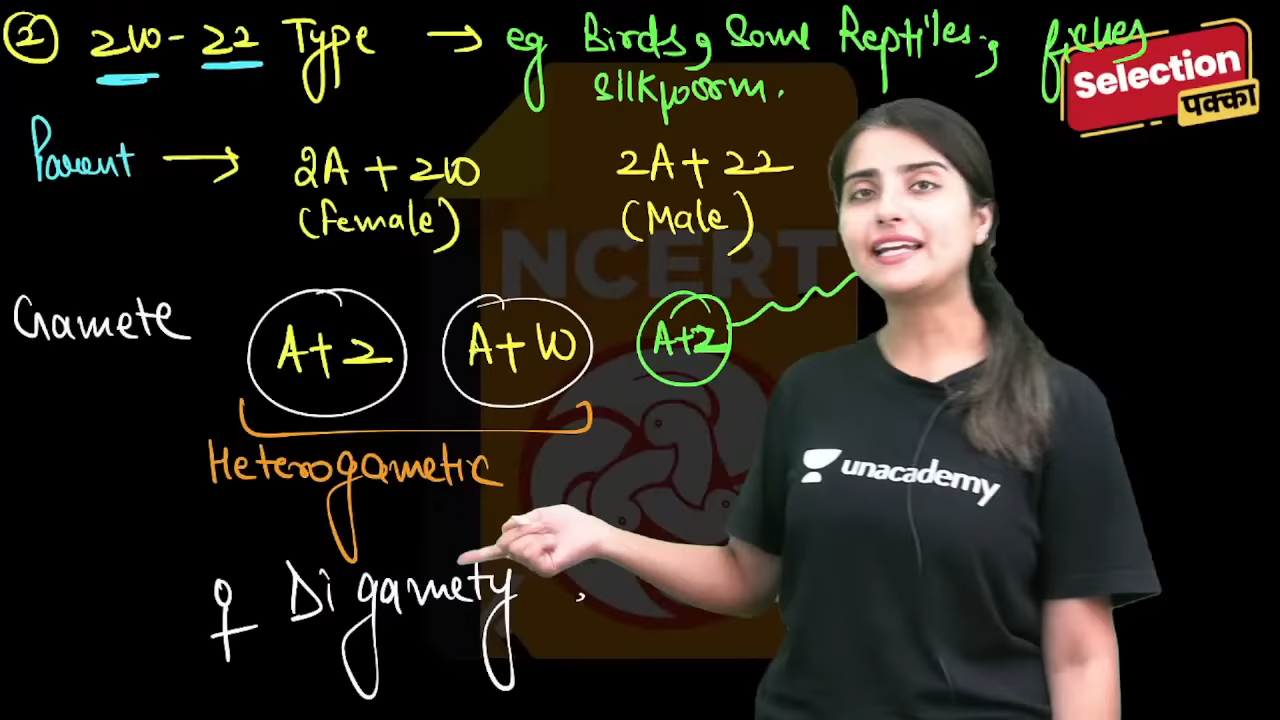 ② ZW - ZZ Type → eg Birds, Some Reptiles, fishes
silkworm.
Selection
पक्का
Parent → 2A + ZW 2A + ZZ
(Female) (Male)
NCERT
Gamete A+Z A+W A+Z
Heterogametic
unacademy
♀ Digamety